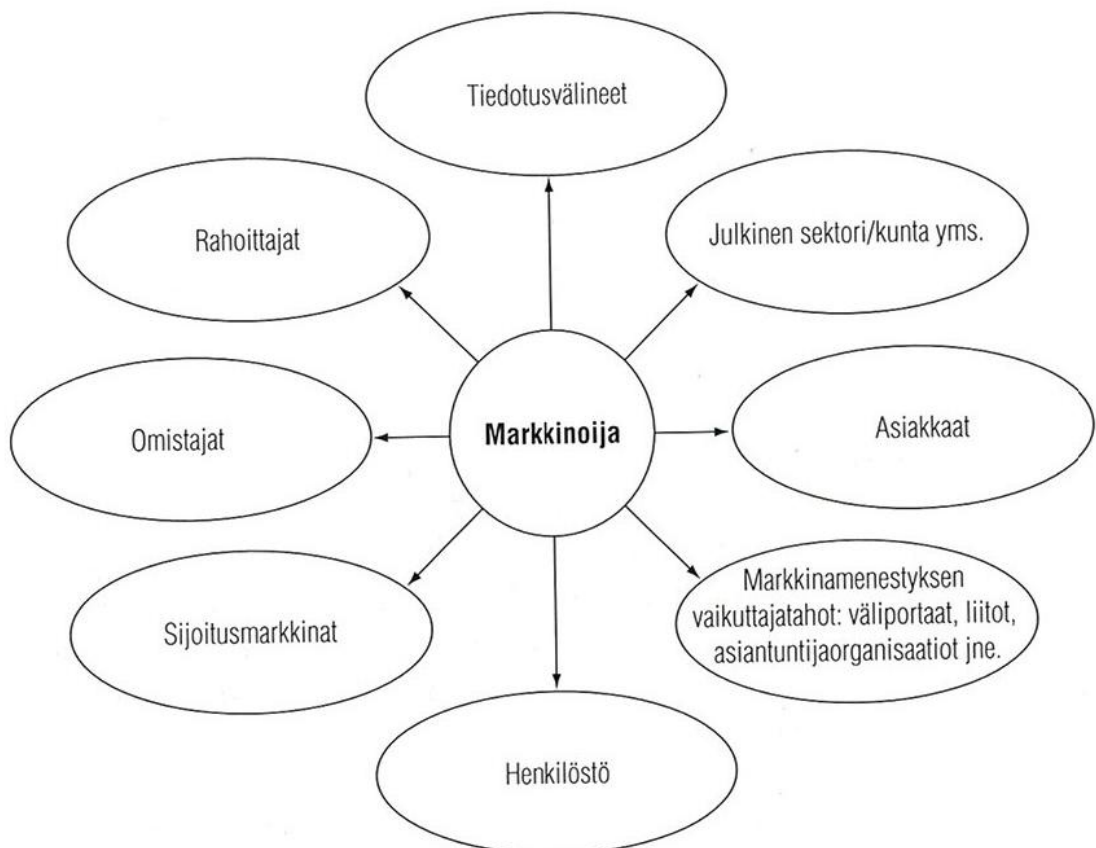 Tiedotusvälineet
Rahoittajat
Julkinen sektori/kunta yms.
Omistajat
Markkinoija
Asiakkaat
Sijoitusmarkkinat
Markkinamenestyksen
vaikuttajatahot: väliportaat, liitot,
asiantuntijaorganisaatiot jne.
Henkilöstö